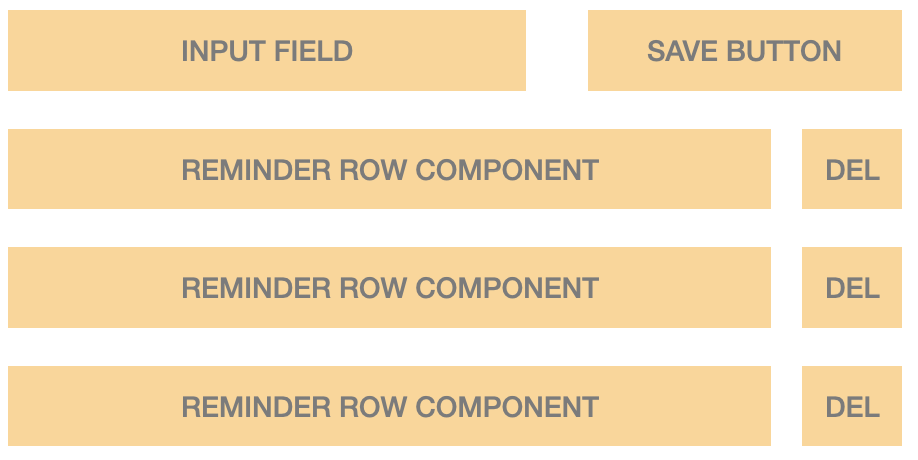 INPUT FIELD
SAVE BUTTON
REMINDER ROW COMPONENT
DEL
REMINDER ROW COMPONENT
DEL
REMINDER ROW COMPONENT
DEL